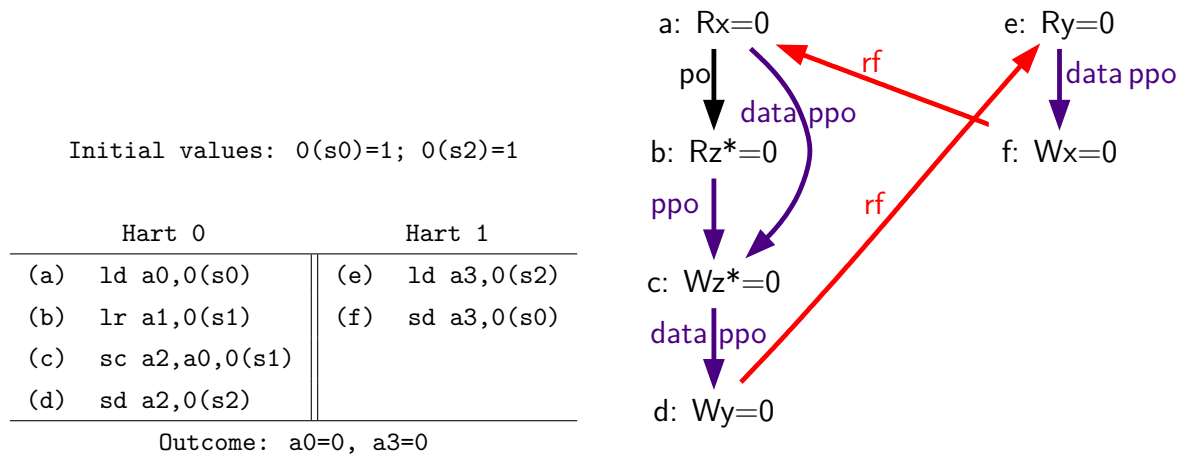 Initial values: 0(s0)=1; 0(s2)=1
Hart 0 Hart 1
(a) ld a0,0(s0) (e) ld a3,0(s2)
(b) lr a1,0(s1) (f) sd a3,0(s0)
(c) sc a2,a0,0(s1)
(d) sd a2,0(s2)
Outcome: a0=0, a3=0
a: Rx=0
e: Ry=0
po
rf
data ppo
data ppo
b: Rz*=0
f: Wx=0
ppo
rf
c: Wz*=0
data ppo
d: Wy=0